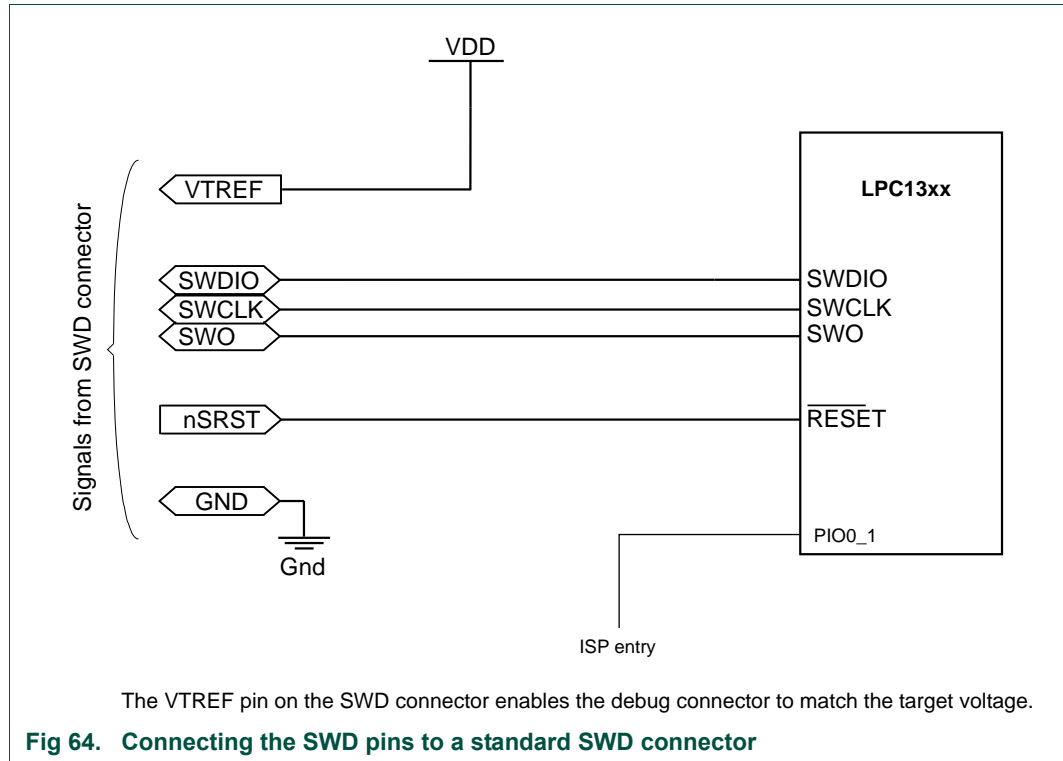 VDD
Signals from SWD connector
VTREF
LPC13xx
SWDIO
SWDIO
SWCLK
SWCLK
SWO
SWO
nSRST
RESET
GND
Gnd
PIO0_1
ISP entry
The VTREF pin on the SWD connector enables the debug connector to match the target voltage.
Fig 64. Connecting the SWD pins to a standard SWD connector